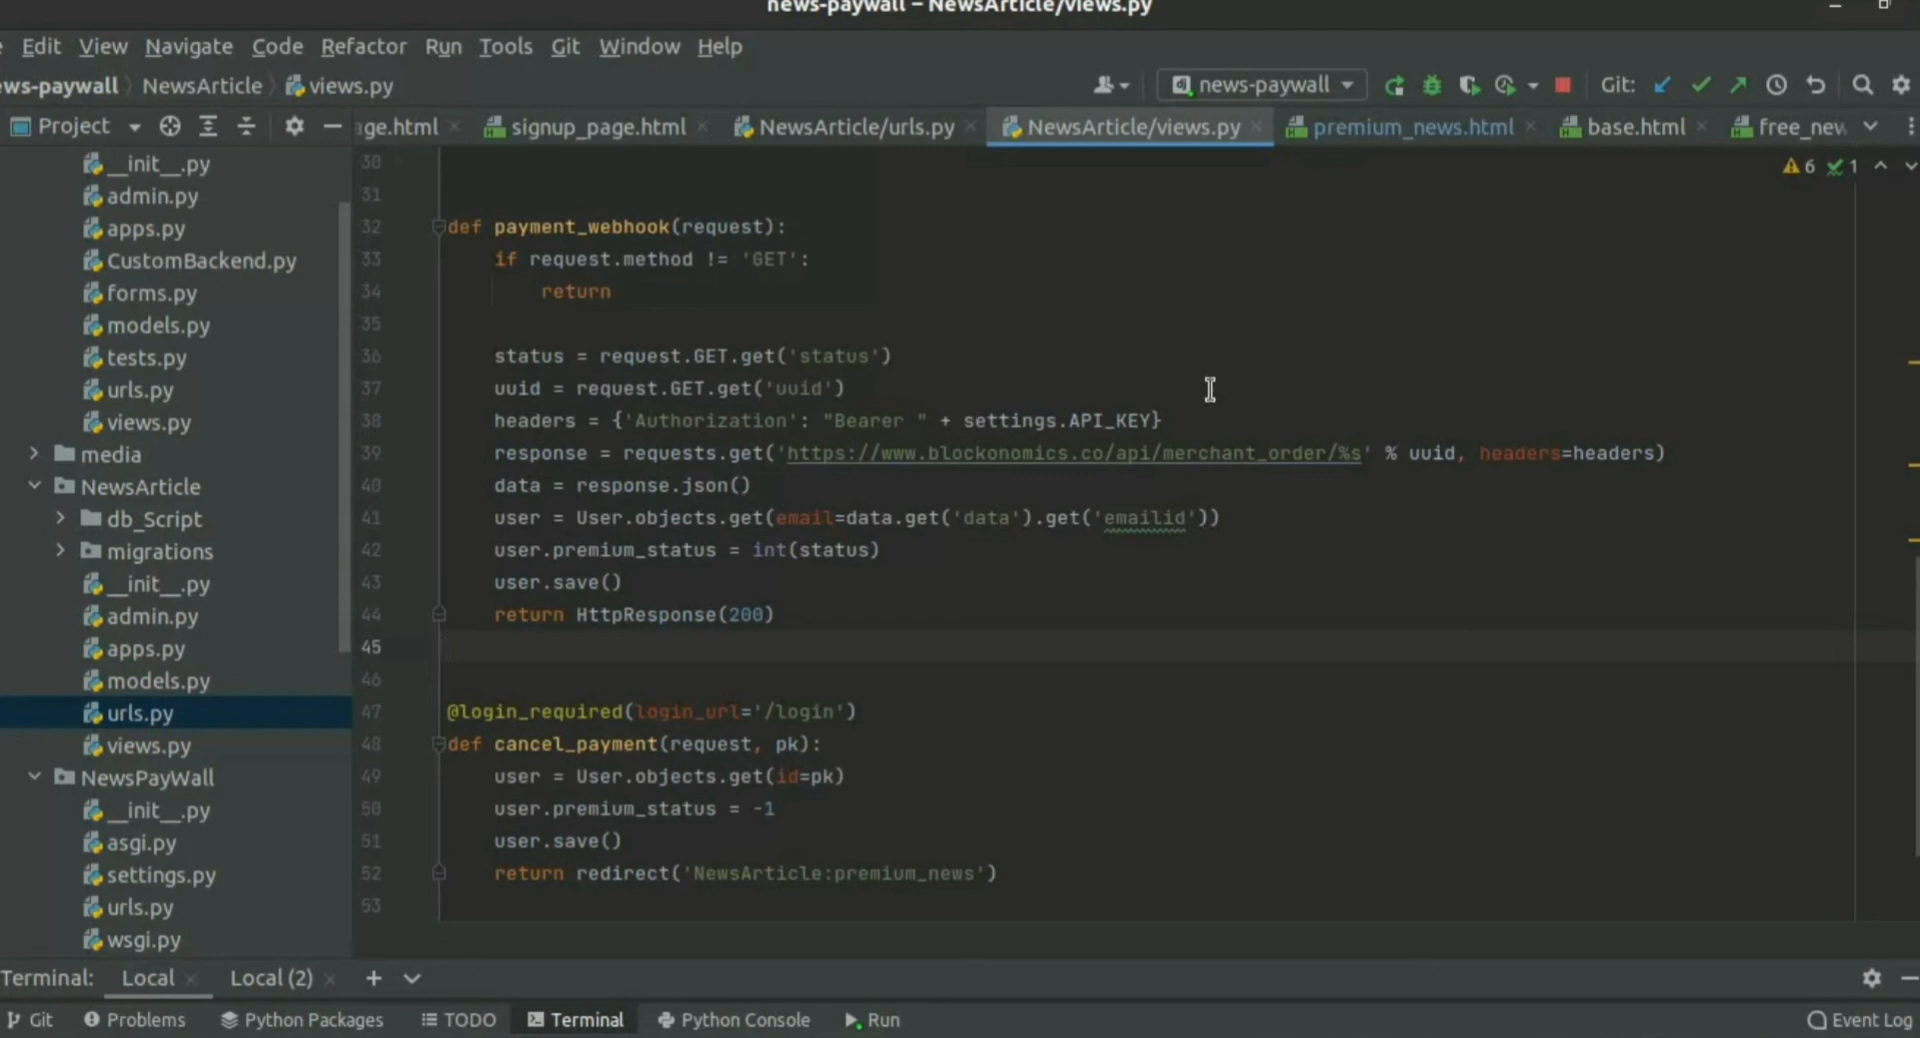 news-paywall – NewsArticle/views.py
Edit View Navigate Code Refactor Run Tools Git Window Help
ws-paywall NewsArticle views.py
news-paywall
Git:
Project
ge.html
signup_page.html
NewsArticle/urls.py
NewsArticle/views.py
premium_news.html
base.html
free_new
6 1
__init__.py
admin.py
apps.py
CustomBackend.py
forms.py
models.py
tests.py
urls.py
views.py
media
NewsArticle
db_Script
migrations
__init__.py
admin.py
apps.py
models.py
urls.py
views.py
NewsPayWall
__init__.py
asgi.py
settings.py
urls.py
wsgi.py
30
31
32 def payment_webhook(request):
33 if request.method != 'GET':
34 return
35
36 status = request.GET.get('status')
37 uuid = request.GET.get('uuid')
38 headers = {'Authorization': "Bearer " + settings.API_KEY}
39 response = requests.get('https://www.blockonomics.co/api/merchant_order/%s' % uuid, headers=headers)
40 data = response.json()
41 user = User.objects.get(email=data.get('data').get('emailid'))
42 user.premium_status = int(status)
43 user.save()
44 return HttpResponse(200)
45
46
47 @login_required(login_url='/login')
48 def cancel_payment(request, pk):
49 user = User.objects.get(id=pk)
50 user.premium_status = -1
51 user.save()
52 return redirect('NewsArticle:premium_news')
53
Terminal: Local Local (2)
Git Problems Python Packages TODO Terminal Python Console Run Event Log